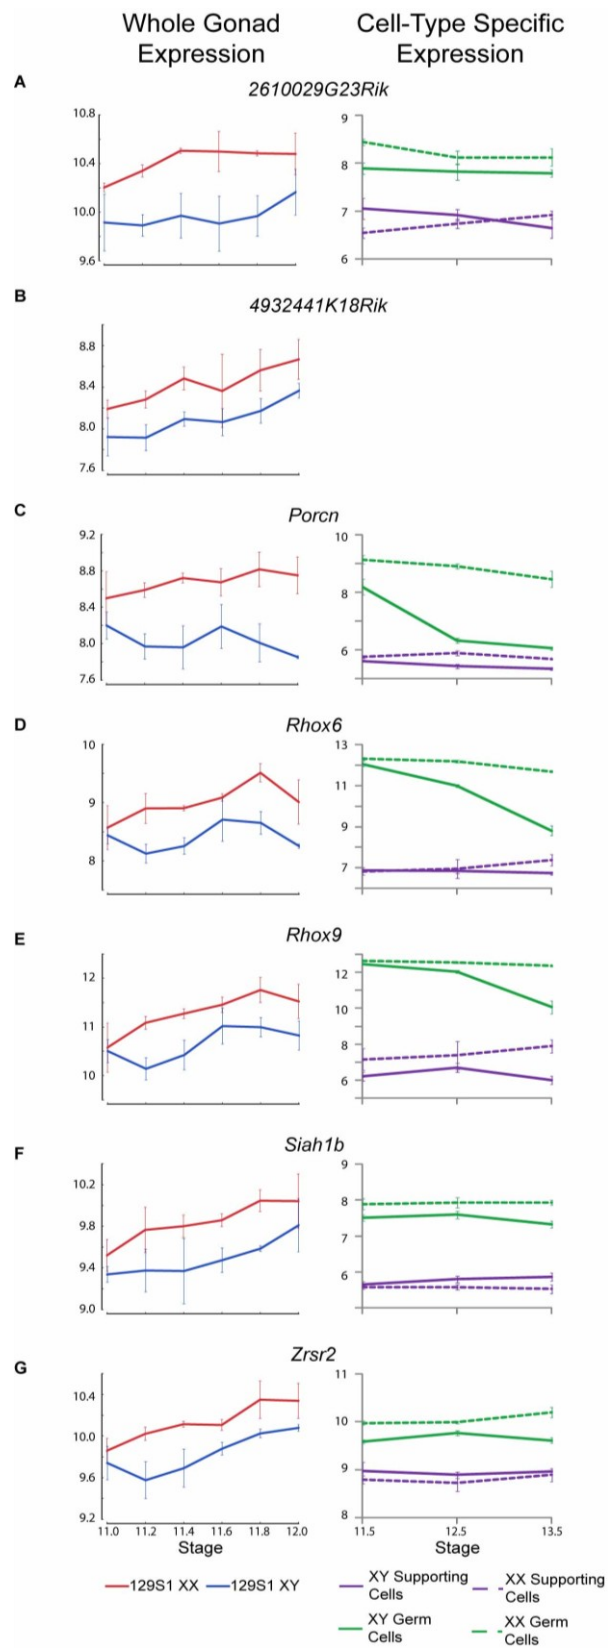 Whole Gonad Expression
Cell-Type Specific Expression
A
2610029G23Rik
10.8
10.4
10.0
9.6
9
8
7
6
B
4932441K18Rik
8.8
8.4
8.0
7.6
C
Porcn
9.2
8.8
8.4
8.0
7.6
10
8
6
D
Rhox6
10
9
8
13
11
9
7
E
Rhox9
12
11
10
12
10
8
6
F
Siah1b
10.2
9.8
9.4
9.0
9
8
7
6
G
Zrsr2
10.4
10.0
9.6
9.2
11.0 11.2 11.4 11.6 11.8 12.0
Stage
11
10
9
8
11.5 12.5 13.5
Stage
129S1 XX 129S1 XY
XY Supporting Cells
XX Supporting Cells
XY Germ Cells
XX Germ Cells